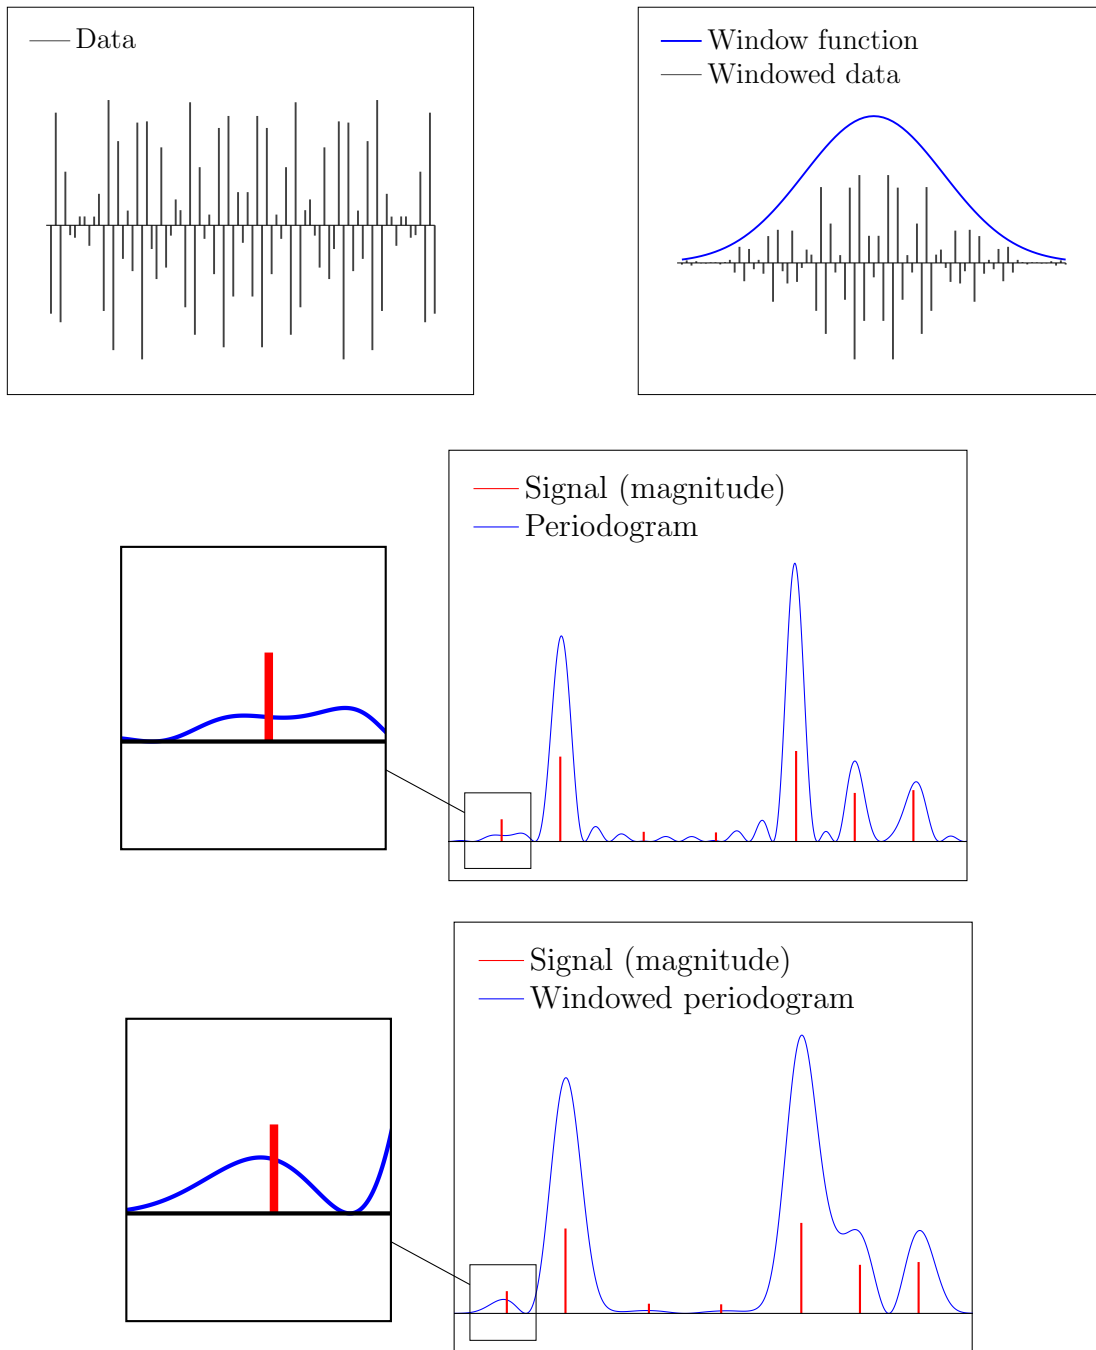 Data
Window function
Windowed data
Signal (magnitude)
Periodogram
Signal (magnitude)
Windowed periodogram